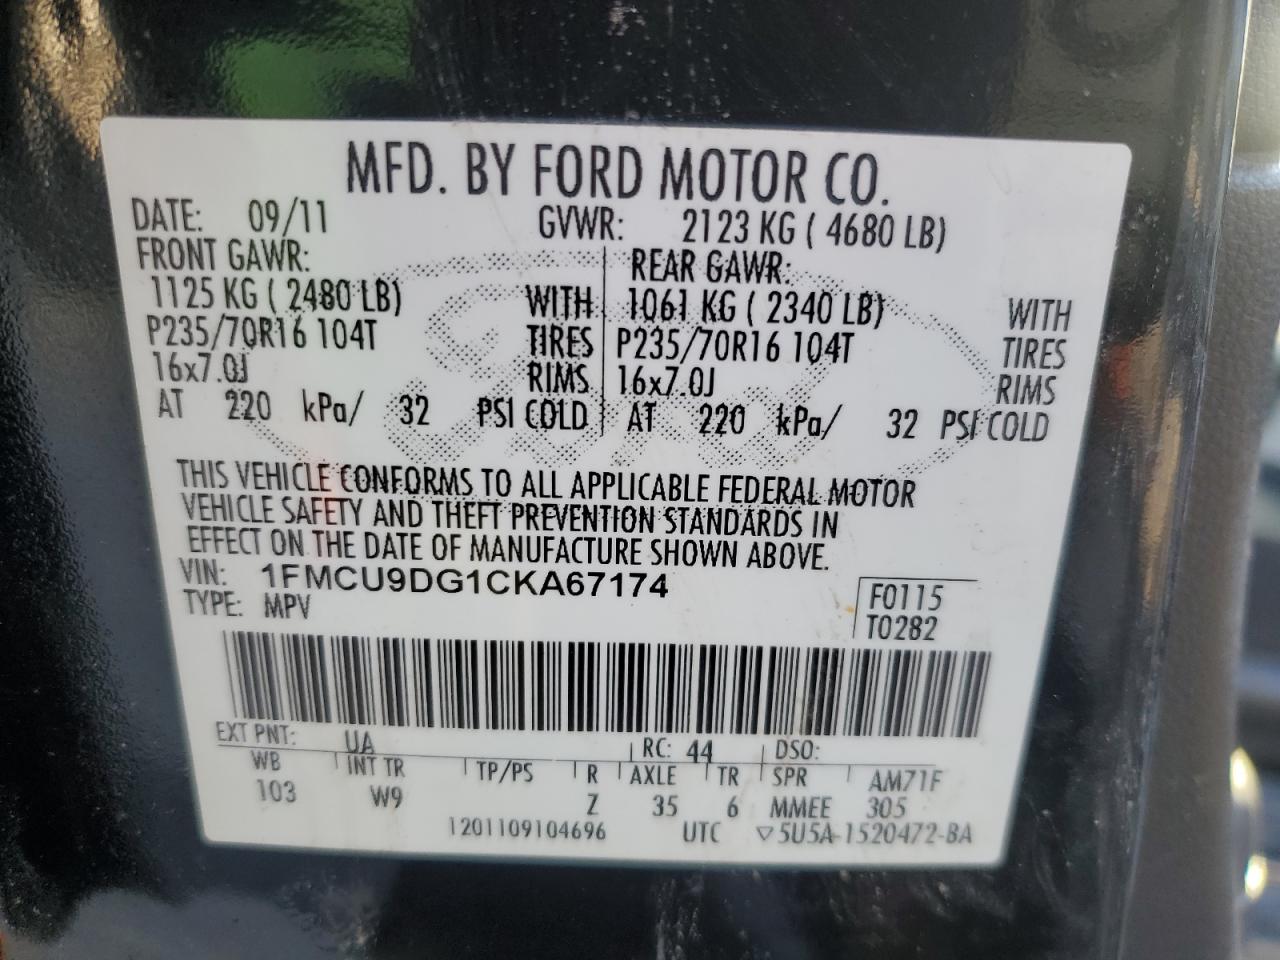 MFD. BY FORD MOTOR CO.
DATE: 09/11 GVWR: 2123 KG ( 4680 LB)
FRONT GAWR: REAR GAWR:
1125 KG ( 2480 LB) WITH 1061 KG ( 2340 LB) WITH
P235/70R16 104T TIRES P235/70R16 104T TIRES
16x7.0J RIMS 16x7.0J RIMS
AT 220 kPa/ 32 PSI COLD AT 220 kPa/ 32 PSI COLD
THIS VEHICLE CONFORMS TO ALL APPLICABLE FEDERAL MOTOR
VEHICLE SAFETY AND THEFT PREVENTION STANDARDS IN
EFFECT ON THE DATE OF MANUFACTURE SHOWN ABOVE.
VIN: 1FMCU9DG1CKA67174
TYPE: MPV
F0115
T0282
EXT PNT: UA RC: 44 DSO:
WB INT TR TP/PS R AXLE TR SPR AM71F
103 W9 Z 35 6 MMEE 305
1201109104696 UTC ▽5U5A-1520472-BA